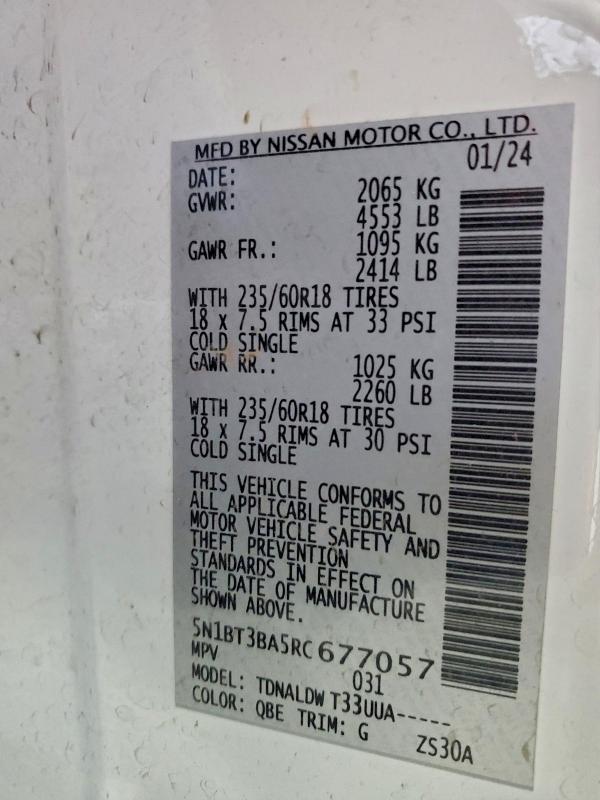 MFD BY NISSAN MOTOR CO., LTD.
DATE: 01/24
GVWR: 2065 KG
4553 LB
GAWR FR.: 1095 KG
2414 LB
WITH 235/60R18 TIRES
18 x 7.5 RIMS AT 33 PSI
COLD SINGLE
GAWR RR.: 1025 KG
2260 LB
WITH 235/60R18 TIRES
18 X 7.5 RIMS AT 30 PSI
COLD SINGLE
THIS VEHICLE CONFORMS TO
ALL APPLICABLE FEDERAL
MOTOR VEHICLE SAFETY AND
THEFT PREVENTION
STANDARDS IN EFFECT ON
THE DATE OF MANUFACTURE
SHOWN ABOVE.
5N1BT3BA5RC677057
MPV 031
MODEL: TDNALDW T33UUA-----
COLOR: QBE TRIM: G ZS30A